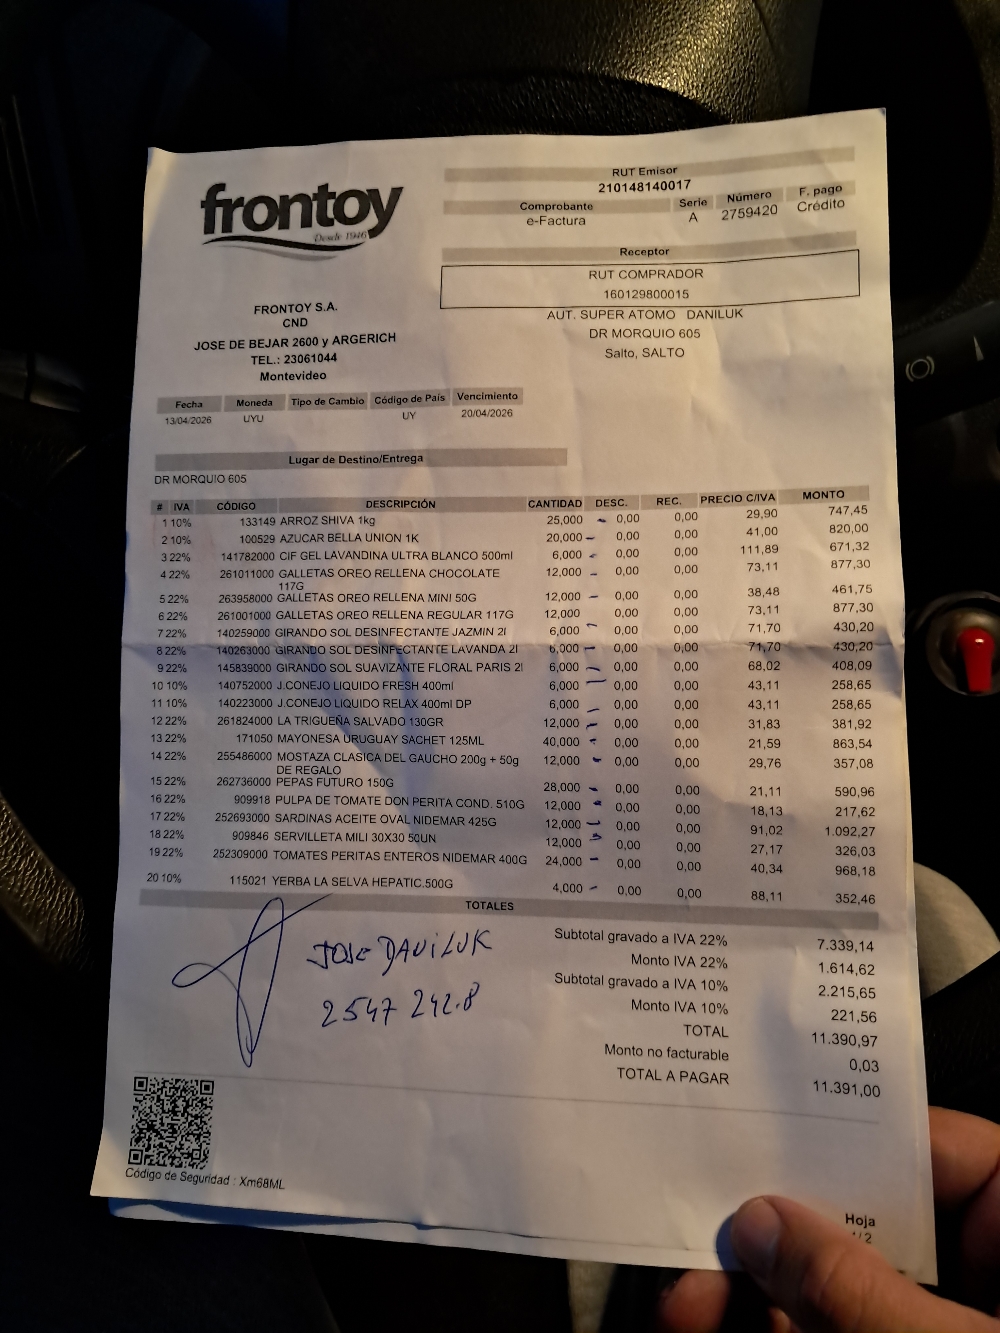 frontoy
Desde 1946
RUT Emisor
210148140017
Comprobante Serie Número F. pago
e-Factura A 2759420 Crédito
Receptor
RUT COMPRADOR
160129800015
AUT. SUPER ATOMO DANILUK
DR MORQUIO 605
Salto, SALTO
FRONTOY S.A.
CND
JOSE DE BEJAR 2600 y ARGERICH
TEL.: 23061044
Montevideo
Fecha Moneda Tipo de Cambio Código de País Vencimiento
13/04/2026 UYU UY 20/04/2026
Lugar de Destino/Entrega
DR MORQUIO 605
# IVA CÓDIGO DESCRIPCIÓN CANTIDAD DESC. REC. PRECIO C/IVA MONTO
1 10% 133149 ARROZ SHIVA 1kg 25,000 0,00 0,00 29,90 747,45
2 10% 100529 AZUCAR BELLA UNION 1K 20,000 0,00 0,00 41,00 820,00
3 22% 141782000 CIF GEL LAVANDINA ULTRA BLANCO 500ml 6,000 0,00 0,00 111,89 671,32
4 22% 261011000 GALLETAS OREO RELLENA CHOCOLATE 12,000 0,00 0,00 73,11 877,30
117G
5 22% 263958000 GALLETAS OREO RELLENA MINI 50G 12,000 0,00 0,00 38,48 461,75
6 22% 261001000 GALLETAS OREO RELLENA REGULAR 117G 12,000 0,00 0,00 73,11 877,30
7 22% 140259000 GIRANDO SOL DESINFECTANTE JAZMIN 2l 6,000 0,00 0,00 71,70 430,20
8 22% 140263000 GIRANDO SOL DESINFECTANTE LAVANDA 2l 6,000 0,00 0,00 71,70 430,20
9 22% 145839000 GIRANDO SOL SUAVIZANTE FLORAL PARIS 2l 6,000 0,00 0,00 68,02 408,09
10 10% 140752000 J.CONEJO LIQUIDO FRESH 400ml 6,000 0,00 0,00 43,11 258,65
11 10% 140223000 J.CONEJO LIQUIDO RELAX 400ml DP 6,000 0,00 0,00 43,11 258,65
12 22% 261824000 LA TRIGUEÑA SALVADO 130GR 12,000 0,00 0,00 31,83 381,92
13 22% 171050 MAYONESA URUGUAY SACHET 125ML 40,000 0,00 0,00 21,59 863,54
14 22% 255486000 MOSTAZA CLASICA DEL GAUCHO 200g + 50g 12,000 0,00 0,00 29,76 357,08
DE REGALO
15 22% 262736000 PEPAS FUTURO 150G 28,000 0,00 0,00 21,11 590,96
16 22% 909918 PULPA DE TOMATE DON PERITA COND. 510G 12,000 0,00 0,00 18,13 217,62
17 22% 252693000 SARDINAS ACEITE OVAL NIDEMAR 425G 12,000 0,00 0,00 91,02 1.092,27
18 22% 909846 SERVILLETA MILI 30X30 50UN 12,000 0,00 0,00 27,17 326,03
19 22% 252309000 TOMATES PERITAS ENTEROS NIDEMAR 400G 24,000 0,00 0,00 40,34 968,18
20 10% 115021 YERBA LA SELVA HEPATIC.500G 4,000 0,00 0,00 88,11 352,46
TOTALES
Subtotal gravado a IVA 22% 7.339,14
Monto IVA 22% 1.614,62
Subtotal gravado a IVA 10% 2.215,65
Monto IVA 10% 221,56
TOTAL 11.390,97
Monto no facturable 0,03
TOTAL A PAGAR 11.391,00
JOSE DANILUK
2547 242.8
Código de Seguridad : Xm68ML
Hoja
/2